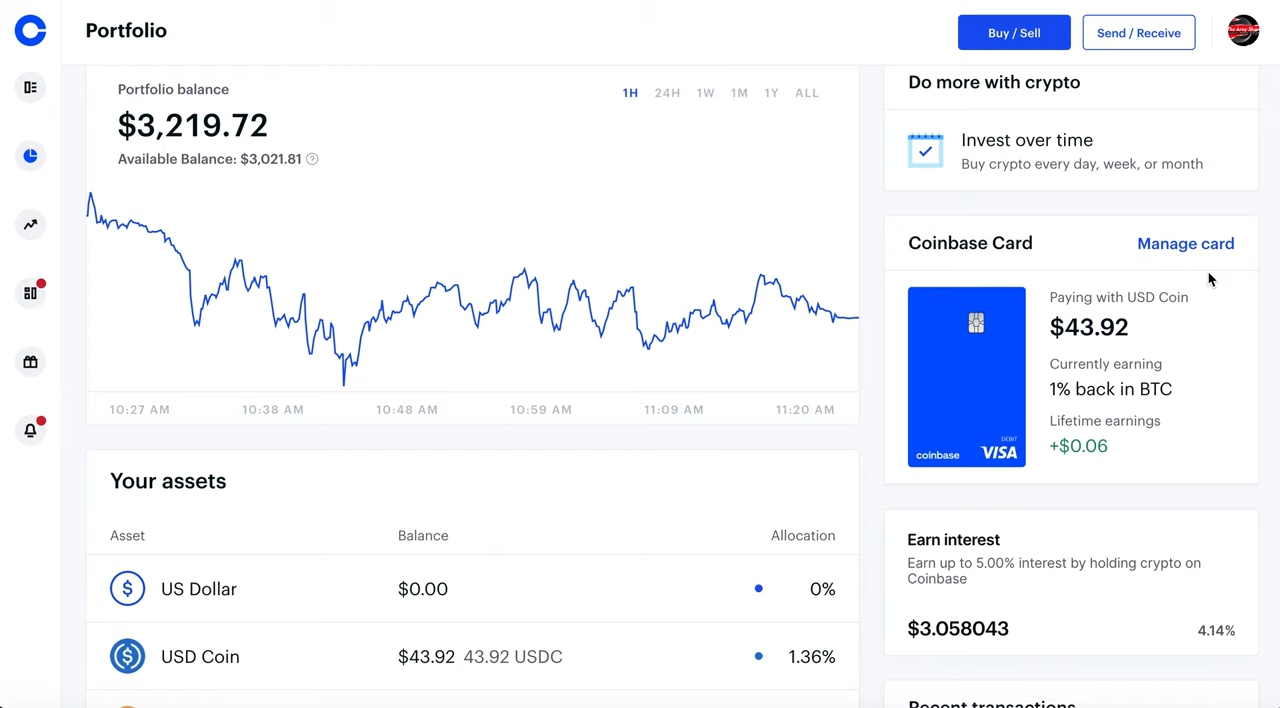 Portfolio
Buy / Sell
Send / Receive
Portfolio balance
$3,219.72
Available Balance: $3,021.81
1H 24H 1W 1M 1Y ALL
10:27 AM 10:38 AM 10:48 AM 10:59 AM 11:09 AM 11:20 AM
Your assets
Asset Balance Allocation
US Dollar $0.00 0%
USD Coin $43.92 43.92 USDC 1.36%
Do more with crypto
Invest over time
Buy crypto every day, week, or month
Coinbase Card
Manage card
coinbase
DEBIT
VISA
Paying with USD Coin
$43.92
Currently earning
1% back in BTC
Lifetime earnings
+$0.06
Earn interest
Earn up to 5.00% interest by holding crypto on
Coinbase
$3.058043 4.14%
Recent transactions